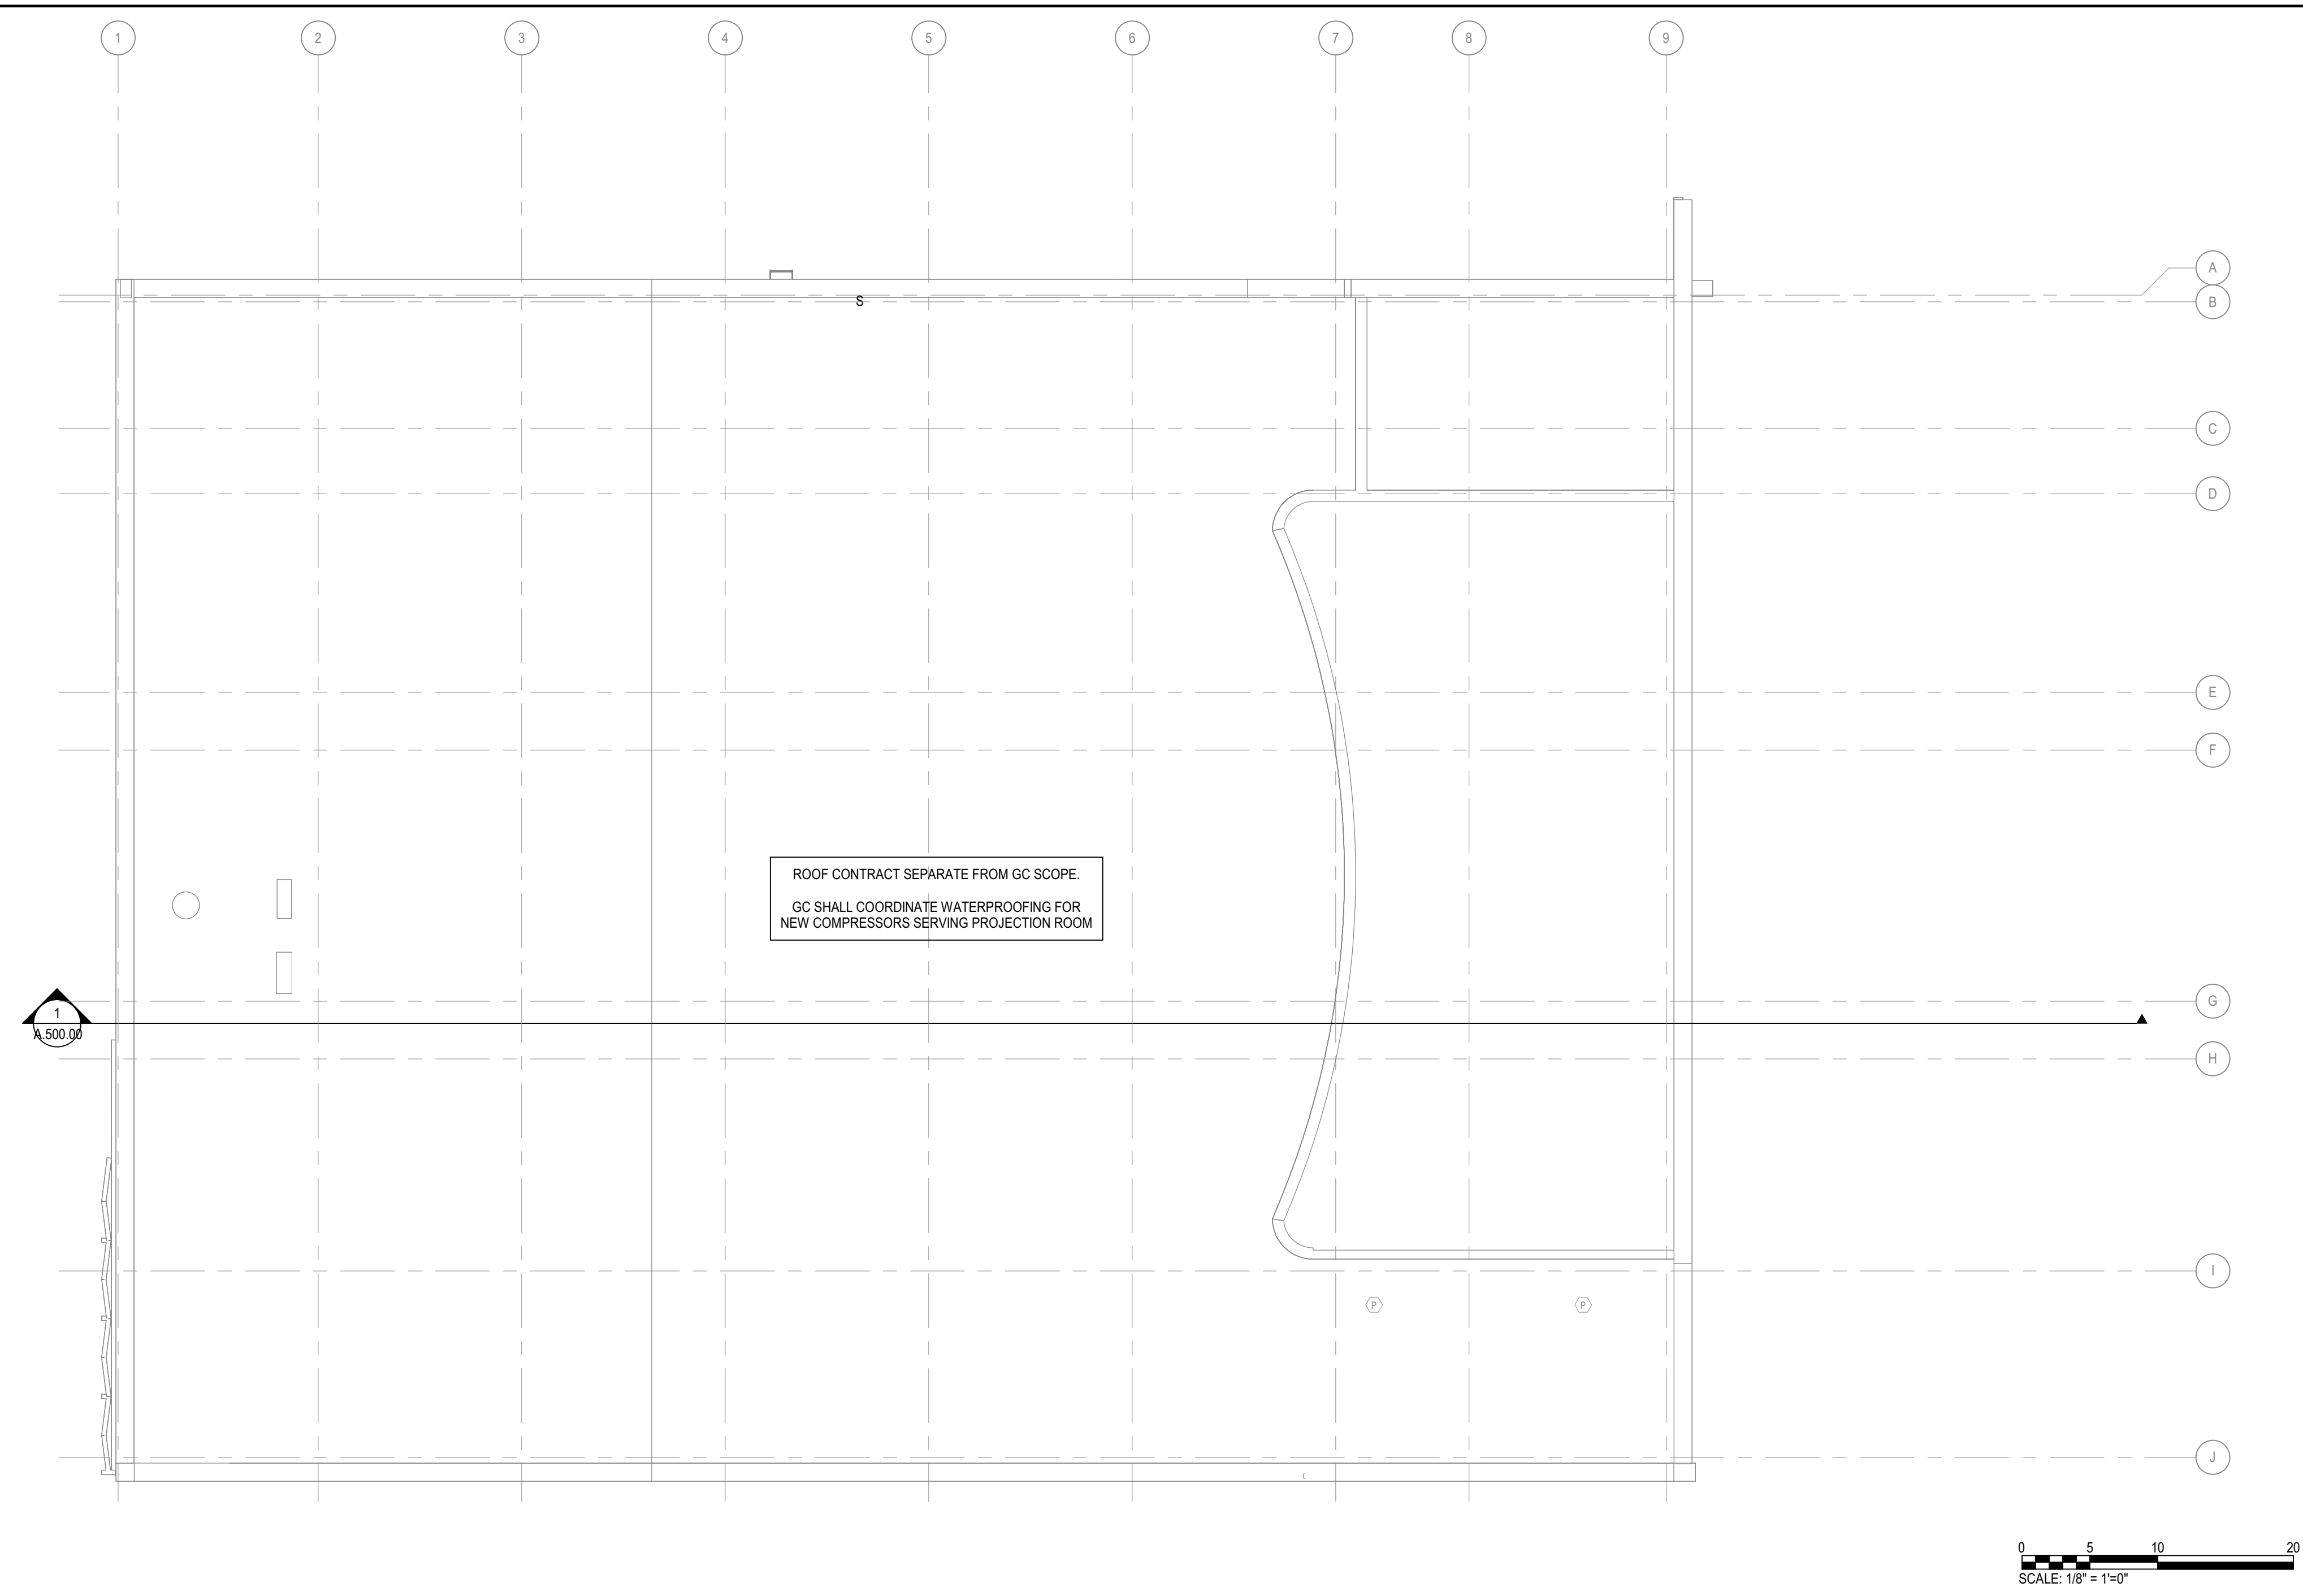 1 2 3 4 5 6 7 8 9
A
S
B
C
D
E
F
ROOF CONTRACT SEPARATE FROM GC SCOPE.
GC SHALL COORDINATE WATERPROOFING FOR
NEW COMPRESSORS SERVING PROJECTION ROOM
G
1
A.500.00
H
I
P P
J
t
0 5 10 20
SCALE: 1/8" = 1'=0"